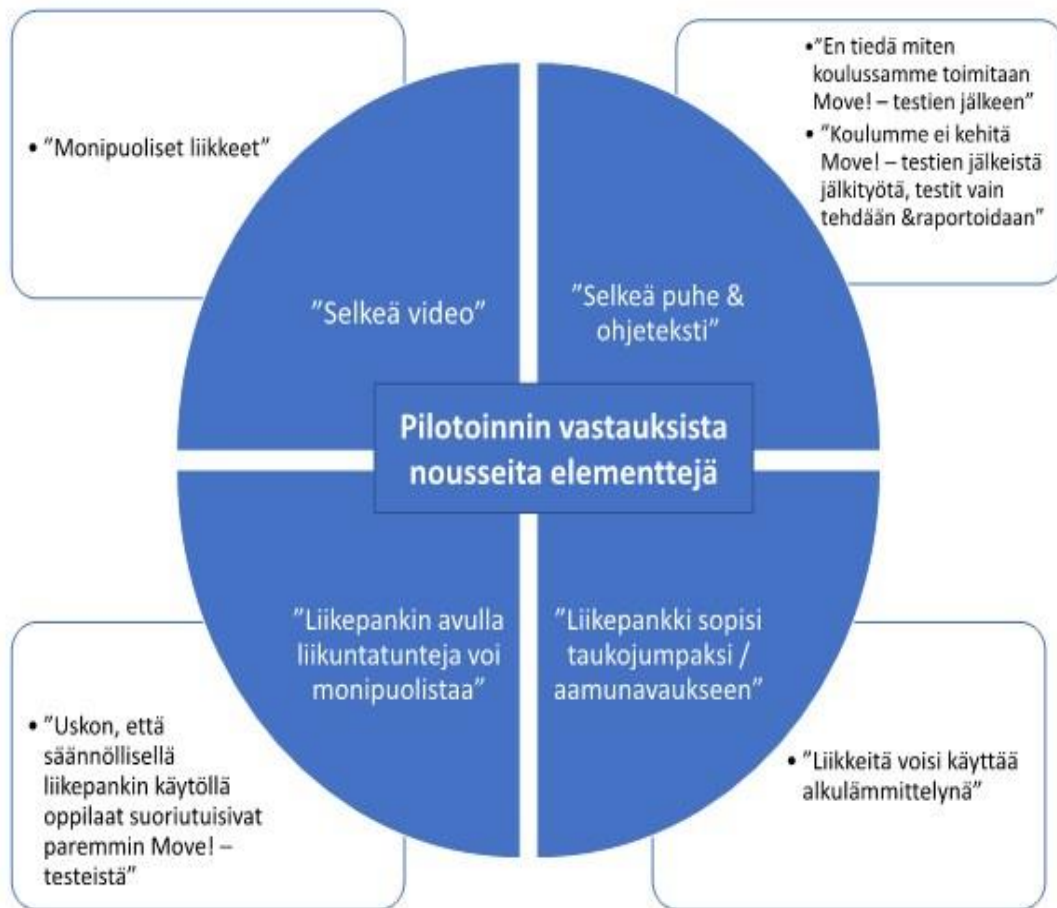 • "Monipuoliset liikkeet"
•"En tiedä miten
koulussamme toimitaan
Move! – testien jälkeen"
• "Koulumme ei kehitä
Move! – testien jälkeistä
jälkityötä, testit vain
tehdään &raportoidaan"
"Selkeä video"
"Selkeä puhe &
ohjeteksti"
Pilotoinnin vastauksista
nousseita elementtejä
"Liikepankin avulla
liikuntatunteja voi
monipuolistaa"
"Liikepankki sopisi
taukojumpaksi /
aamunavaukseen"
• "Uskon, että
säännöllisellä
liikepankin käytöllä
oppilaat suoriutuisivat
paremmin Move! –
testeistä"
• "Liikkeitä voisi käyttää
alkulämmittelynä"